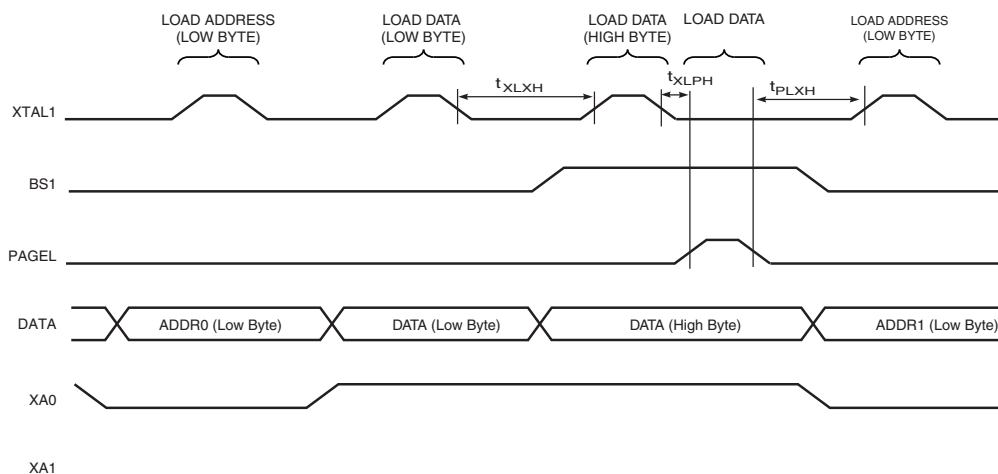 LOAD ADDRESS
(LOW BYTE)
LOAD DATA
(LOW BYTE)
LOAD DATA
(HIGH BYTE)
LOAD DATA
LOAD ADDRESS
(LOW BYTE)
tXLXH
tXLPH
tPLXH
XTAL1
BS1
PAGEL
DATA
ADDR0 (Low Byte)
DATA (Low Byte)
DATA (High Byte)
ADDR1 (Low Byte)
XA0
XA1